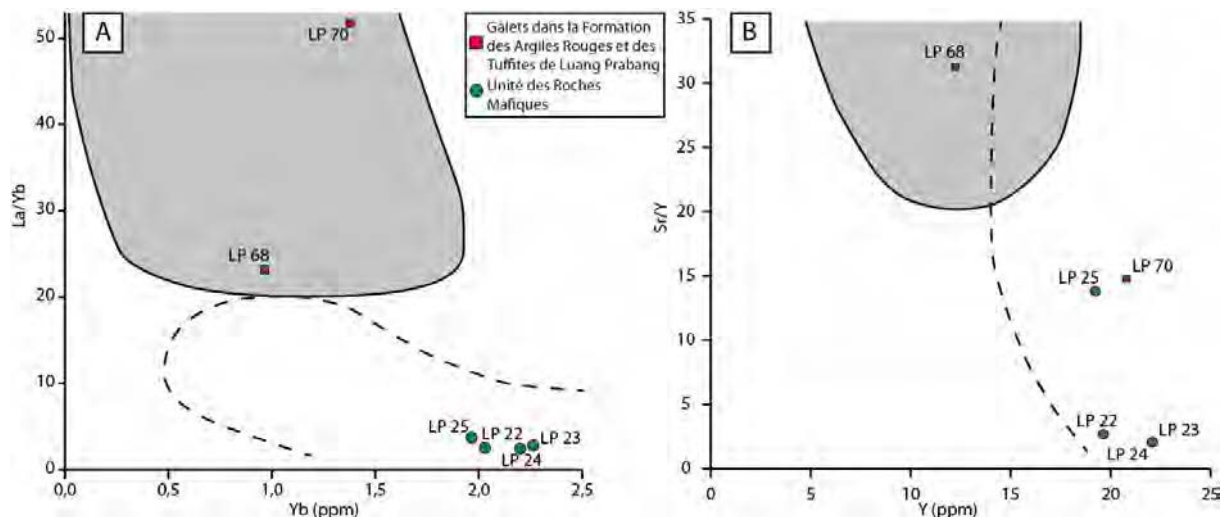 A
LP 70
LP 68
LP 25
LP 22
LP 23
LP 24
50
40
30
20
10
0
La/Yb
0,0
0,5
1,0
1,5
2,0
2,5
Yb (ppm)
Galets dans la Formation
des Argiles Rouges et des
Tuffites de Luang Prabang
Unité des Roches
Mafiques
B
LP 68
LP 25
LP 70
LP 22
LP 23
LP 24
35
30
25
20
15
10
5
0
Sr/Y
0
5
10
15
20
25
Y (ppm)